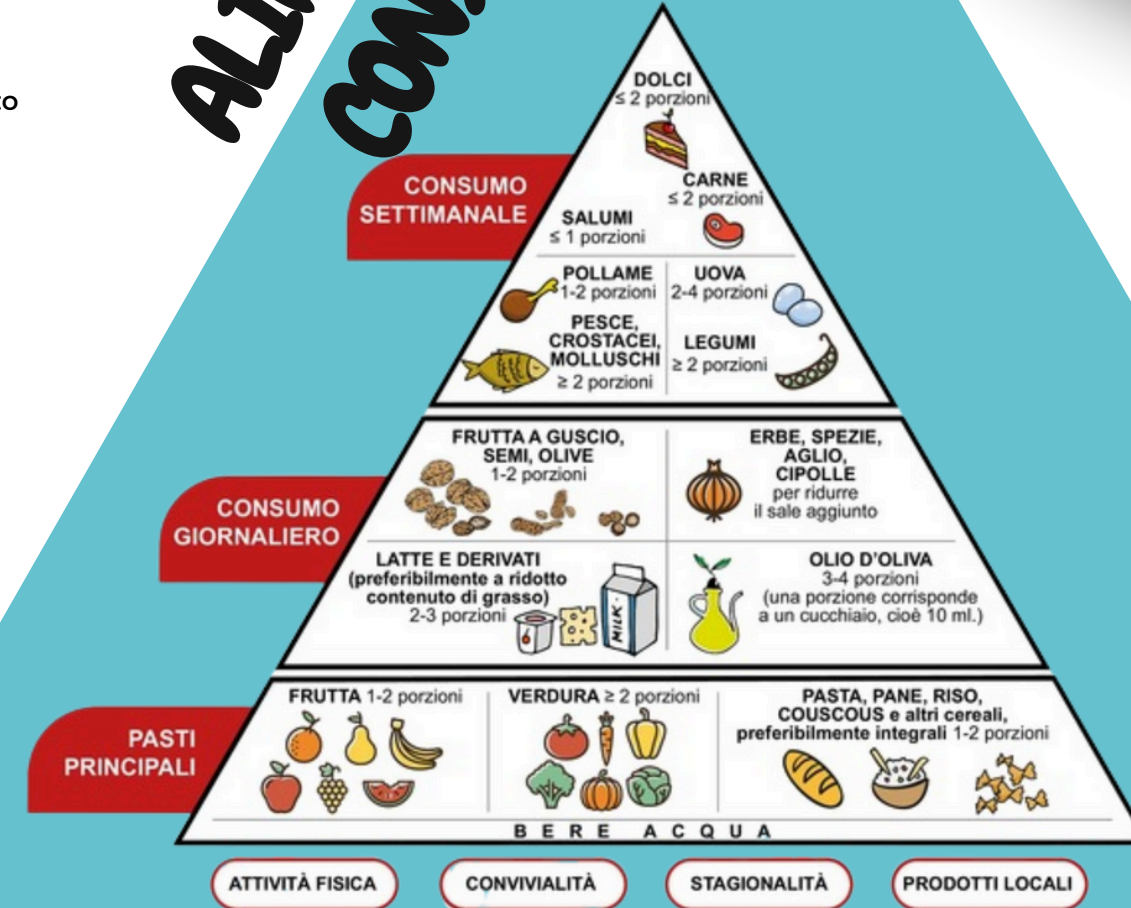 DOLCI
≤ 2 porzioni
CARNE
≤ 2 porzioni
SALUMI
≤ 1 porzioni
CONSUMO
SETTIMANALE
POLLAME
1-2 porzioni
UOVA
2-4 porzioni
PESCE,
CROSTACEI,
MOLLUSCHI
≥ 2 porzioni
LEGUMI
≥ 2 porzioni
CONSUMO
GIORNALIERO
FRUTTA A GUSCIO,
SEMI, OLIVE
1-2 porzioni
ERBE, SPEZIE,
AGLIO,
CIPOLLE
per ridurre
il sale aggiunto
LATTE E DERIVATI
(preferibilmente a ridotto
contenuto di grasso)
2-3 porzioni
MILK
OLIO D'OLIVA
3-4 porzioni
(una porzione corrisponde
a un cucchiaio, cioè 10 ml.)
PASTI
PRINCIPALI
FRUTTA 1-2 porzioni
VERDURA ≥ 2 porzioni
PASTA, PANE, RISO,
COUSCOUS e altri cereali,
preferibilmente integrali 1-2 porzioni
BERE ACQUA
ATTIVITÀ FISICA
CONVIVIALITÀ
STAGIONALITÀ
PRODOTTI LOCALI